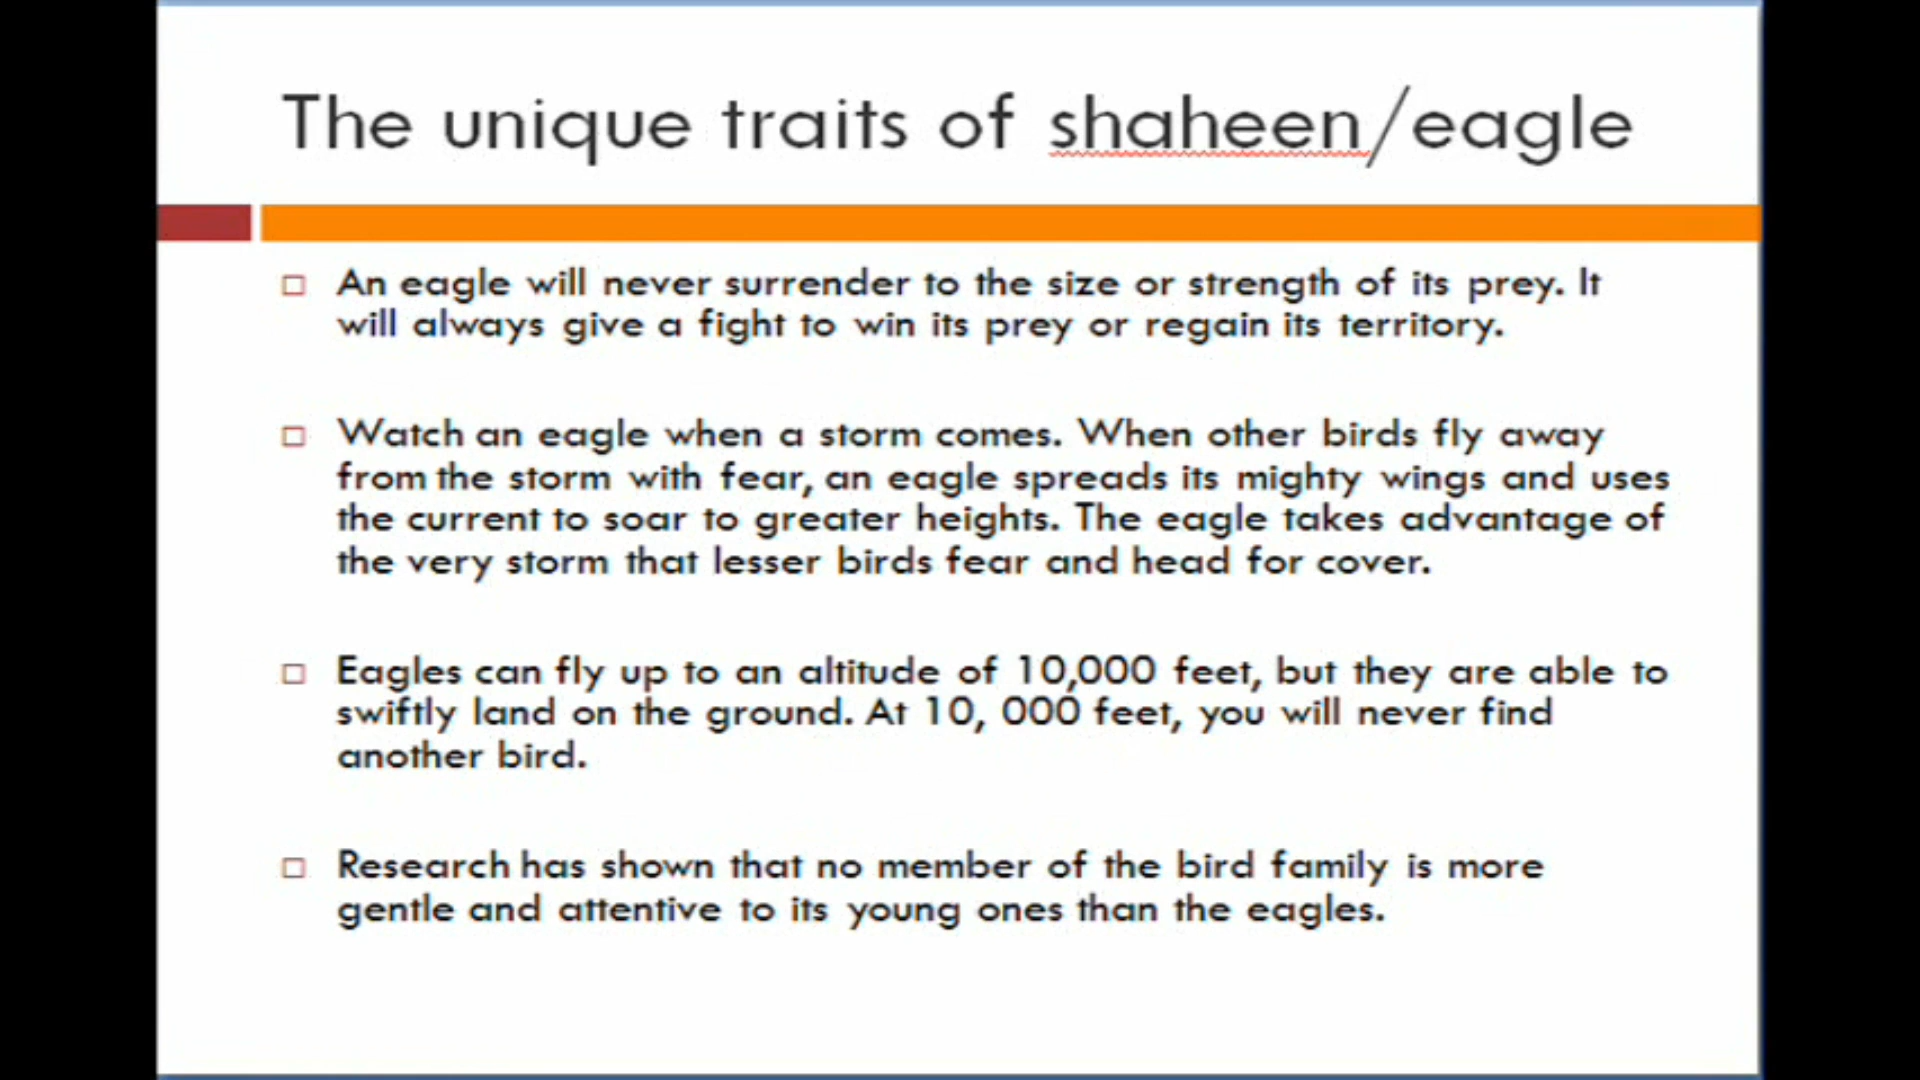 The unique traits of shaheen/eagle
An eagle will never surrender to the size or strength of its prey. It
will always give a fight to win its prey or regain its territory.
Watch an eagle when a storm comes. When other birds fly away
from the storm with fear, an eagle spreads its mighty wings and uses
the current to soar to greater heights. The eagle takes advantage of
the very storm that lesser birds fear and head for cover.
Eagles can fly up to an altitude of 10,000 feet, but they are able to
swiftly land on the ground. At 10, 000 feet, you will never find
another bird.
Research has shown that no member of the bird family is more
gentle and attentive to its young ones than the eagles.